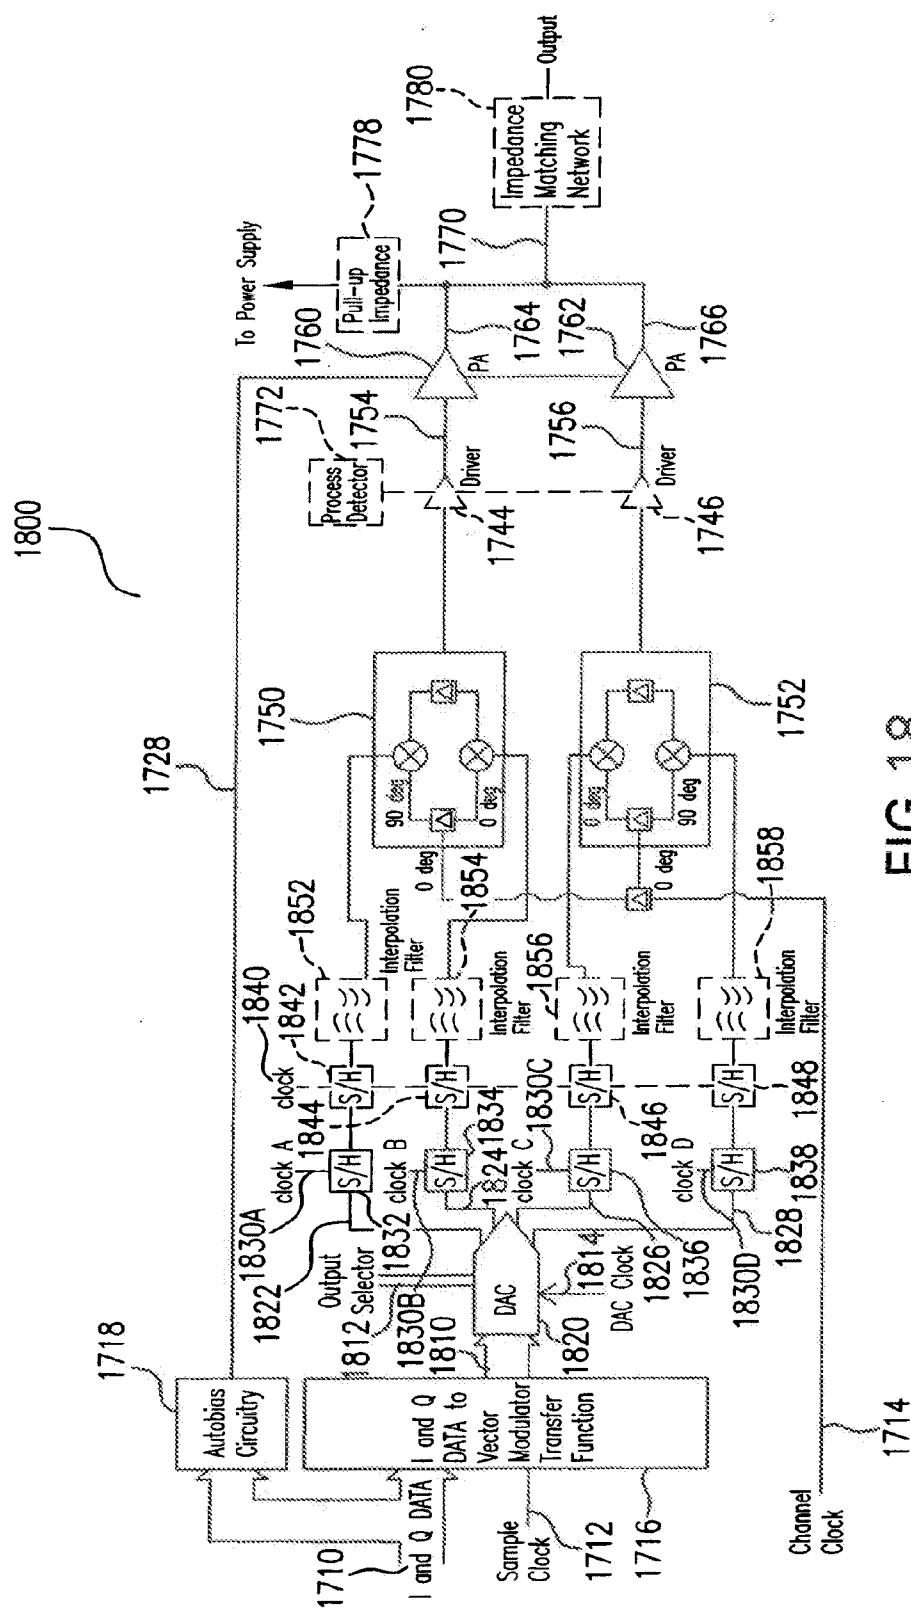 1800
1718
Autobias
Circuitry
1728
1710
I and Q DATA
I and Q
DATA to
Vector
Modulator
Transfer
Function
Sample
Clock
1712
1716
Channel
Clock
1714
1822
1830A
clock A
Output
Selector
1812
1830B
1810
1832
DAC
1820
1814
DAC Clock
1826
1836
1830D
1828
1838
S/H
clock B
S/H
1834
1824
clock C
1830C
S/H
clock D
S/H
clock
1840
1842
1844
S/H
S/H
S/H
1846
S/H
1848
1852
Interpolation
Filter
1854
Interpolation
Filter
1856
Interpolation
Filter
1858
Interpolation
Filter
0 deg
0 deg
1750
90 deg
0 deg
1752
0 deg
90 deg
Process
Detector
1772
1744
Driver
1754
1746
Driver
1756
1760
PA
1764
1762
PA
1766
To Power Supply
Pull-up
Impedance
1778
1770
Impedance
Matching
Network
1780
Output
FIG. 18